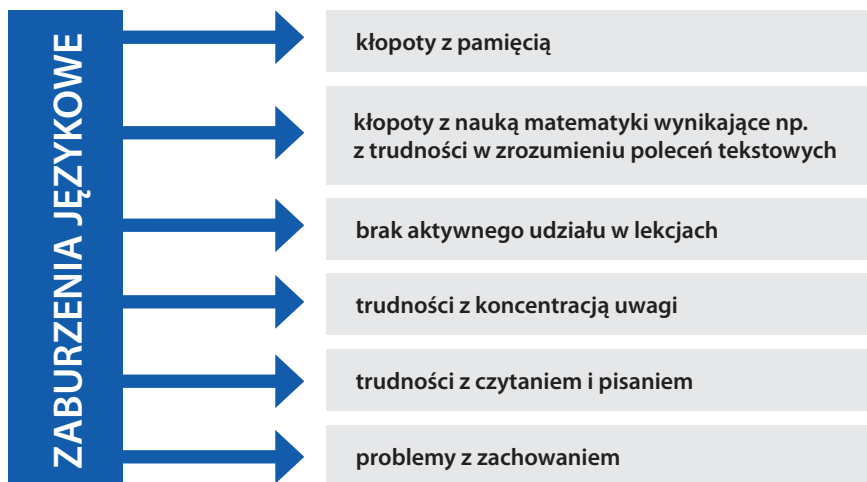 ZABURZENIA JĘZYKOWE
kłopoty z pamięcią
kłopoty z nauką matematyki wynikające np.
z trudności w zrozumieniu poleceń tekstowych
brak aktywnego udziału w lekcjach
trudności z koncentracją uwagi
trudności z czytaniem i pisaniem
problemy z zachowaniem